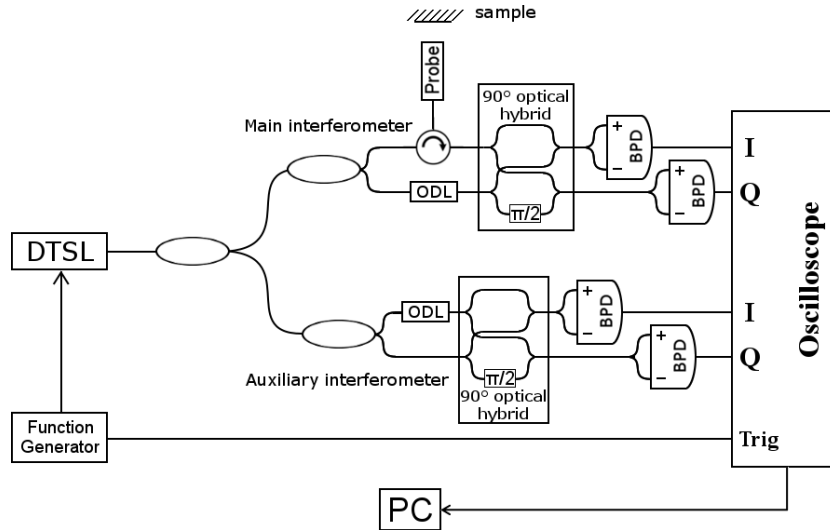 sample
Probe
90° optical
hybrid
Main interferometer
+
−
BPD
I
ODL
+
−
BPD
Q
π/2
DTSL
Oscilloscope
ODL
+
−
BPD
I
+
−
BPD
Q
Auxiliary interferometer
π/2
90° optical
hybrid
Function
Generator
Trig
PC